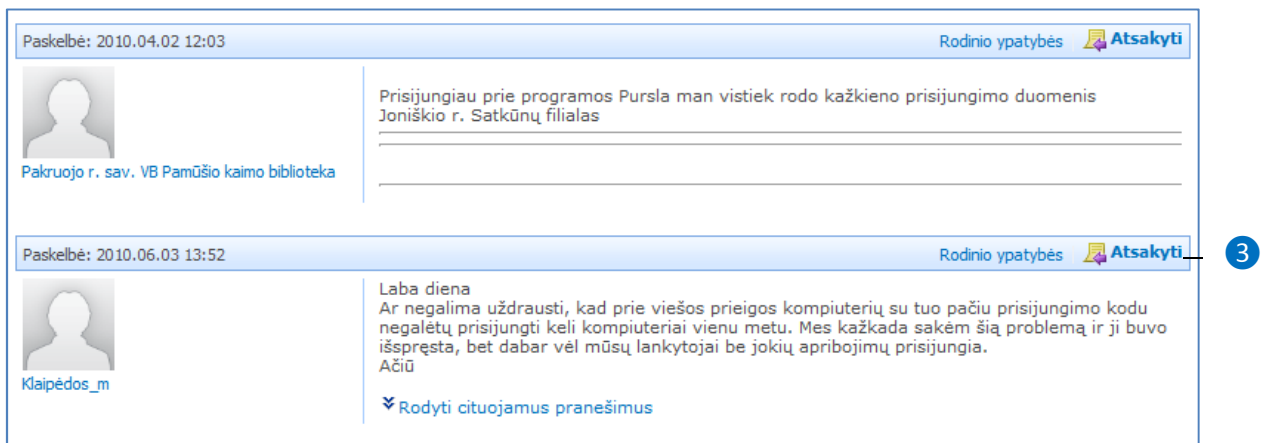 Paskelbė: 2010.04.02 12:03 Rodinio ypatybės Atsakyti
Prisijungiau prie programos Pursla man vistiek rodo kažkieno prisijungimo duomenis
Joniškio r. Satkūnų filialas
Pakruojo r. sav. VB Pamūšio kaimo biblioteka
Paskelbė: 2010.06.03 13:52 Rodinio ypatybės Atsakyti 3
Laba diena
Ar negalima uždrausti, kad prie viešos prieigos kompiuterių su tuo pačiu prisijungimo kodu
negalėtų prisijungti keli kompiuteriai vienu metu. Mes kažkada sakėm šią problemą ir ji buvo
išspręsta, bet dabar vėl mūsų lankytojai be jokių apribojimų prisijungia.
Ačiū
Klaipėdos_m
Rodyti cituojamus pranešimus